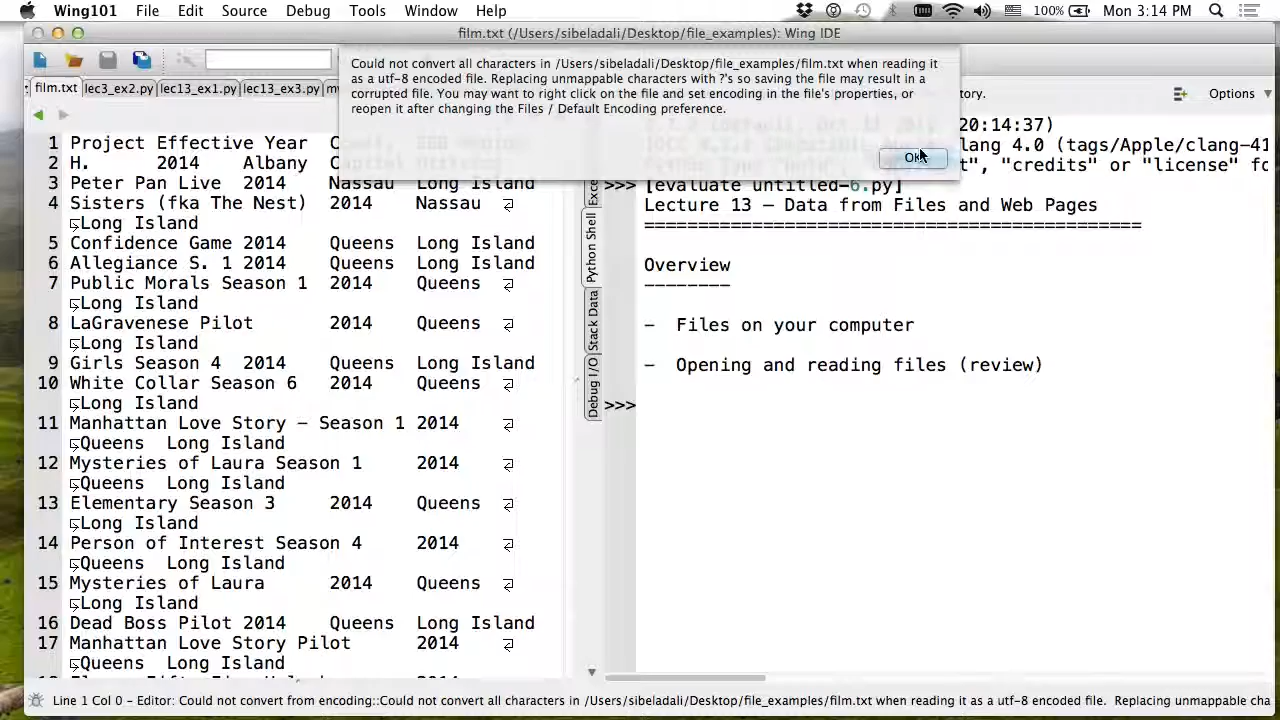 Wing101 File Edit Source Debug Tools Window Help 100% Mon 3:14 PM
film.txt (/Users/sibeladali/Desktop/file_examples): Wing IDE
Could not convert all characters in /Users/sibeladali/Desktop/file_examples/film.txt when reading it
as a utf-8 encoded file. Replacing unmappable characters with ?'s so saving the file may result in a
corrupted file. You may want to right click on the file and set encoding in the file's properties, or
reopen it after changing the Files / Default Encoding preference.
film.txt lec3_ex2.py lec13_ex1.py lec13_ex3.py
Options
1 Project Effective Year
2 H. 2014 Albany
3 Peter Pan Live 2014 Nassau Long Island
4 Sisters (fka The Nest) 2014 Nassau
Long Island
5 Confidence Game 2014 Queens Long Island
6 Allegiance S. 1 2014 Queens Long Island
7 Public Morals Season 1 2014 Queens
Long Island
8 LaGravenese Pilot 2014 Queens
Long Island
9 Girls Season 4 2014 Queens Long Island
10 White Collar Season 6 2014 Queens
Long Island
11 Manhattan Love Story – Season 1 2014
Queens Long Island
12 Mysteries of Laura Season 1 2014
Queens Long Island
13 Elementary Season 3 2014 Queens
Long Island
14 Person of Interest Season 4 2014
Queens Long Island
15 Mysteries of Laura 2014 Queens
Long Island
16 Dead Boss Pilot 2014 Queens Long Island
17 Manhattan Love Story Pilot 2014
Queens Long Island
Python Shell
Stack Data
Debug I/O
20:14:37)
4.0 (tags/Apple/clang-41
"credits" or "license" fo
>>> [evaluate untitled-6.py]
Lecture 13 – Data from Files and Web Pages
==============================================
Overview
--------
- Files on your computer
- Opening and reading files (review)
>>>
Line 1 Col 0 - Editor: Could not convert from encoding::Could not convert all characters in /Users/sibeladali/Desktop/file_examples/film.txt when reading it as a utf-8 encoded file. Replacing unmappable cha